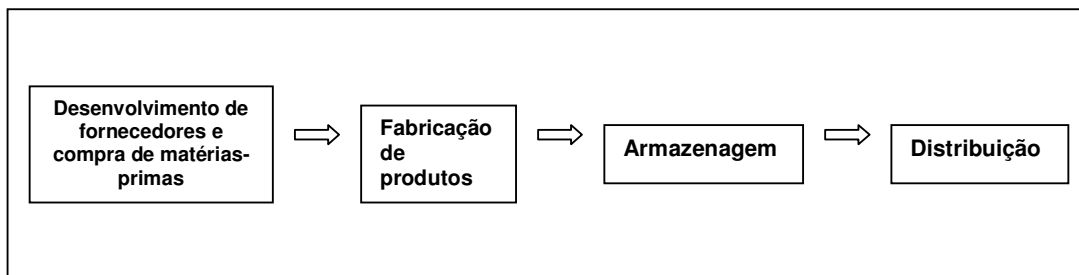 Desenvolvimento de
fornecedores e
compra de matérias-
primas
Fabricação
de
produtos
Armazenagem
Distribuição